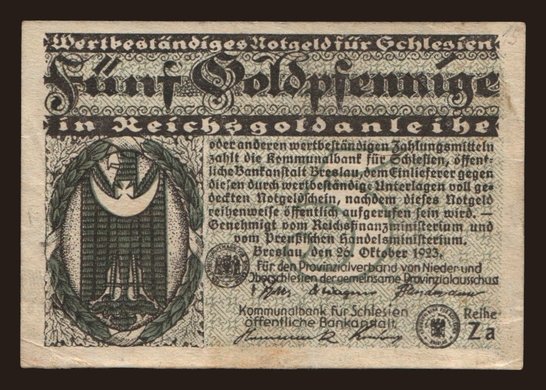 Wertbeständiges Notgeld für Schlesien
Fünf Goldpfennige
in Reichsgoldanleihe
oder anderen wertbeständigen Zahlungsmitteln
zahlt die Kommunalbank für Schlesien, öffent-
liche Bankanstalt Breslau, dem Einlieferer gegen
diesen durch wertbeständige Unterlagen voll ge-
deckten Notgeldschein, nachdem dieses Notgeld
reihenweise öffentlich aufgerufen sein wird. —
Genehmigt vom Reichsfinanzministerium und
vom Preußischen Handelsministerium.
Breslau, den 26. Oktober 1923.
für den Provinzialverband von Nieder- und
Oberschlesien der gemeinsame Provinzialausschuß
Kommunalbank für Schlesien
öffentliche Bankanstalt.
Reihe
Za